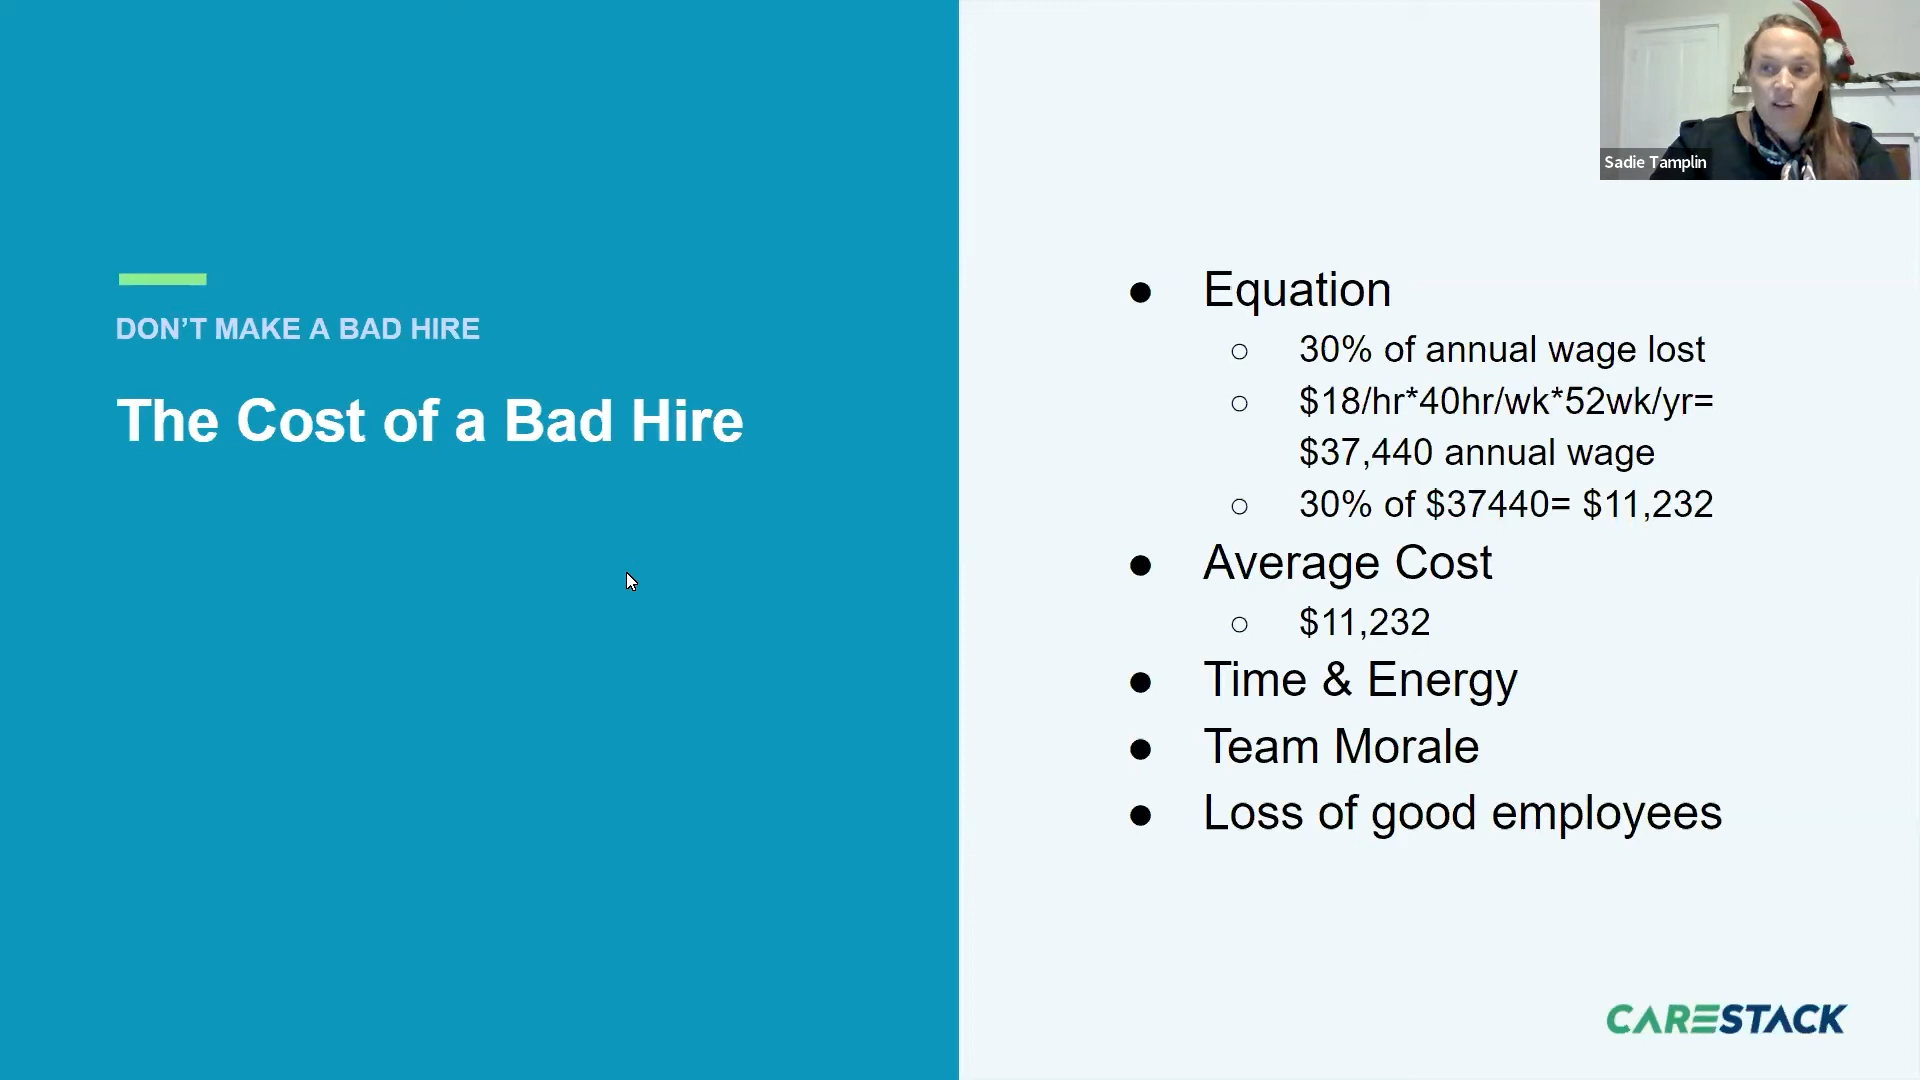 Sadie Tamplin
DON’T MAKE A BAD HIRE
The Cost of a Bad Hire
● Equation
○ 30% of annual wage lost
○ $18/hr*40hr/wk*52wk/yr=
$37,440 annual wage
○ 30% of $37440= $11,232
● Average Cost
○ $11,232
● Time & Energy
● Team Morale
● Loss of good employees
CARESTACK